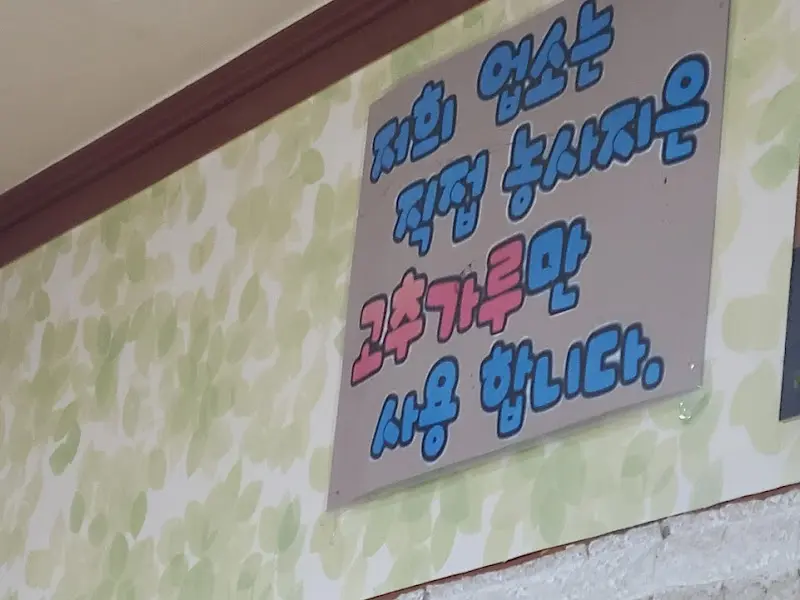 저희 업소는
직접 농사지은
고추가루만
사용 합니다.